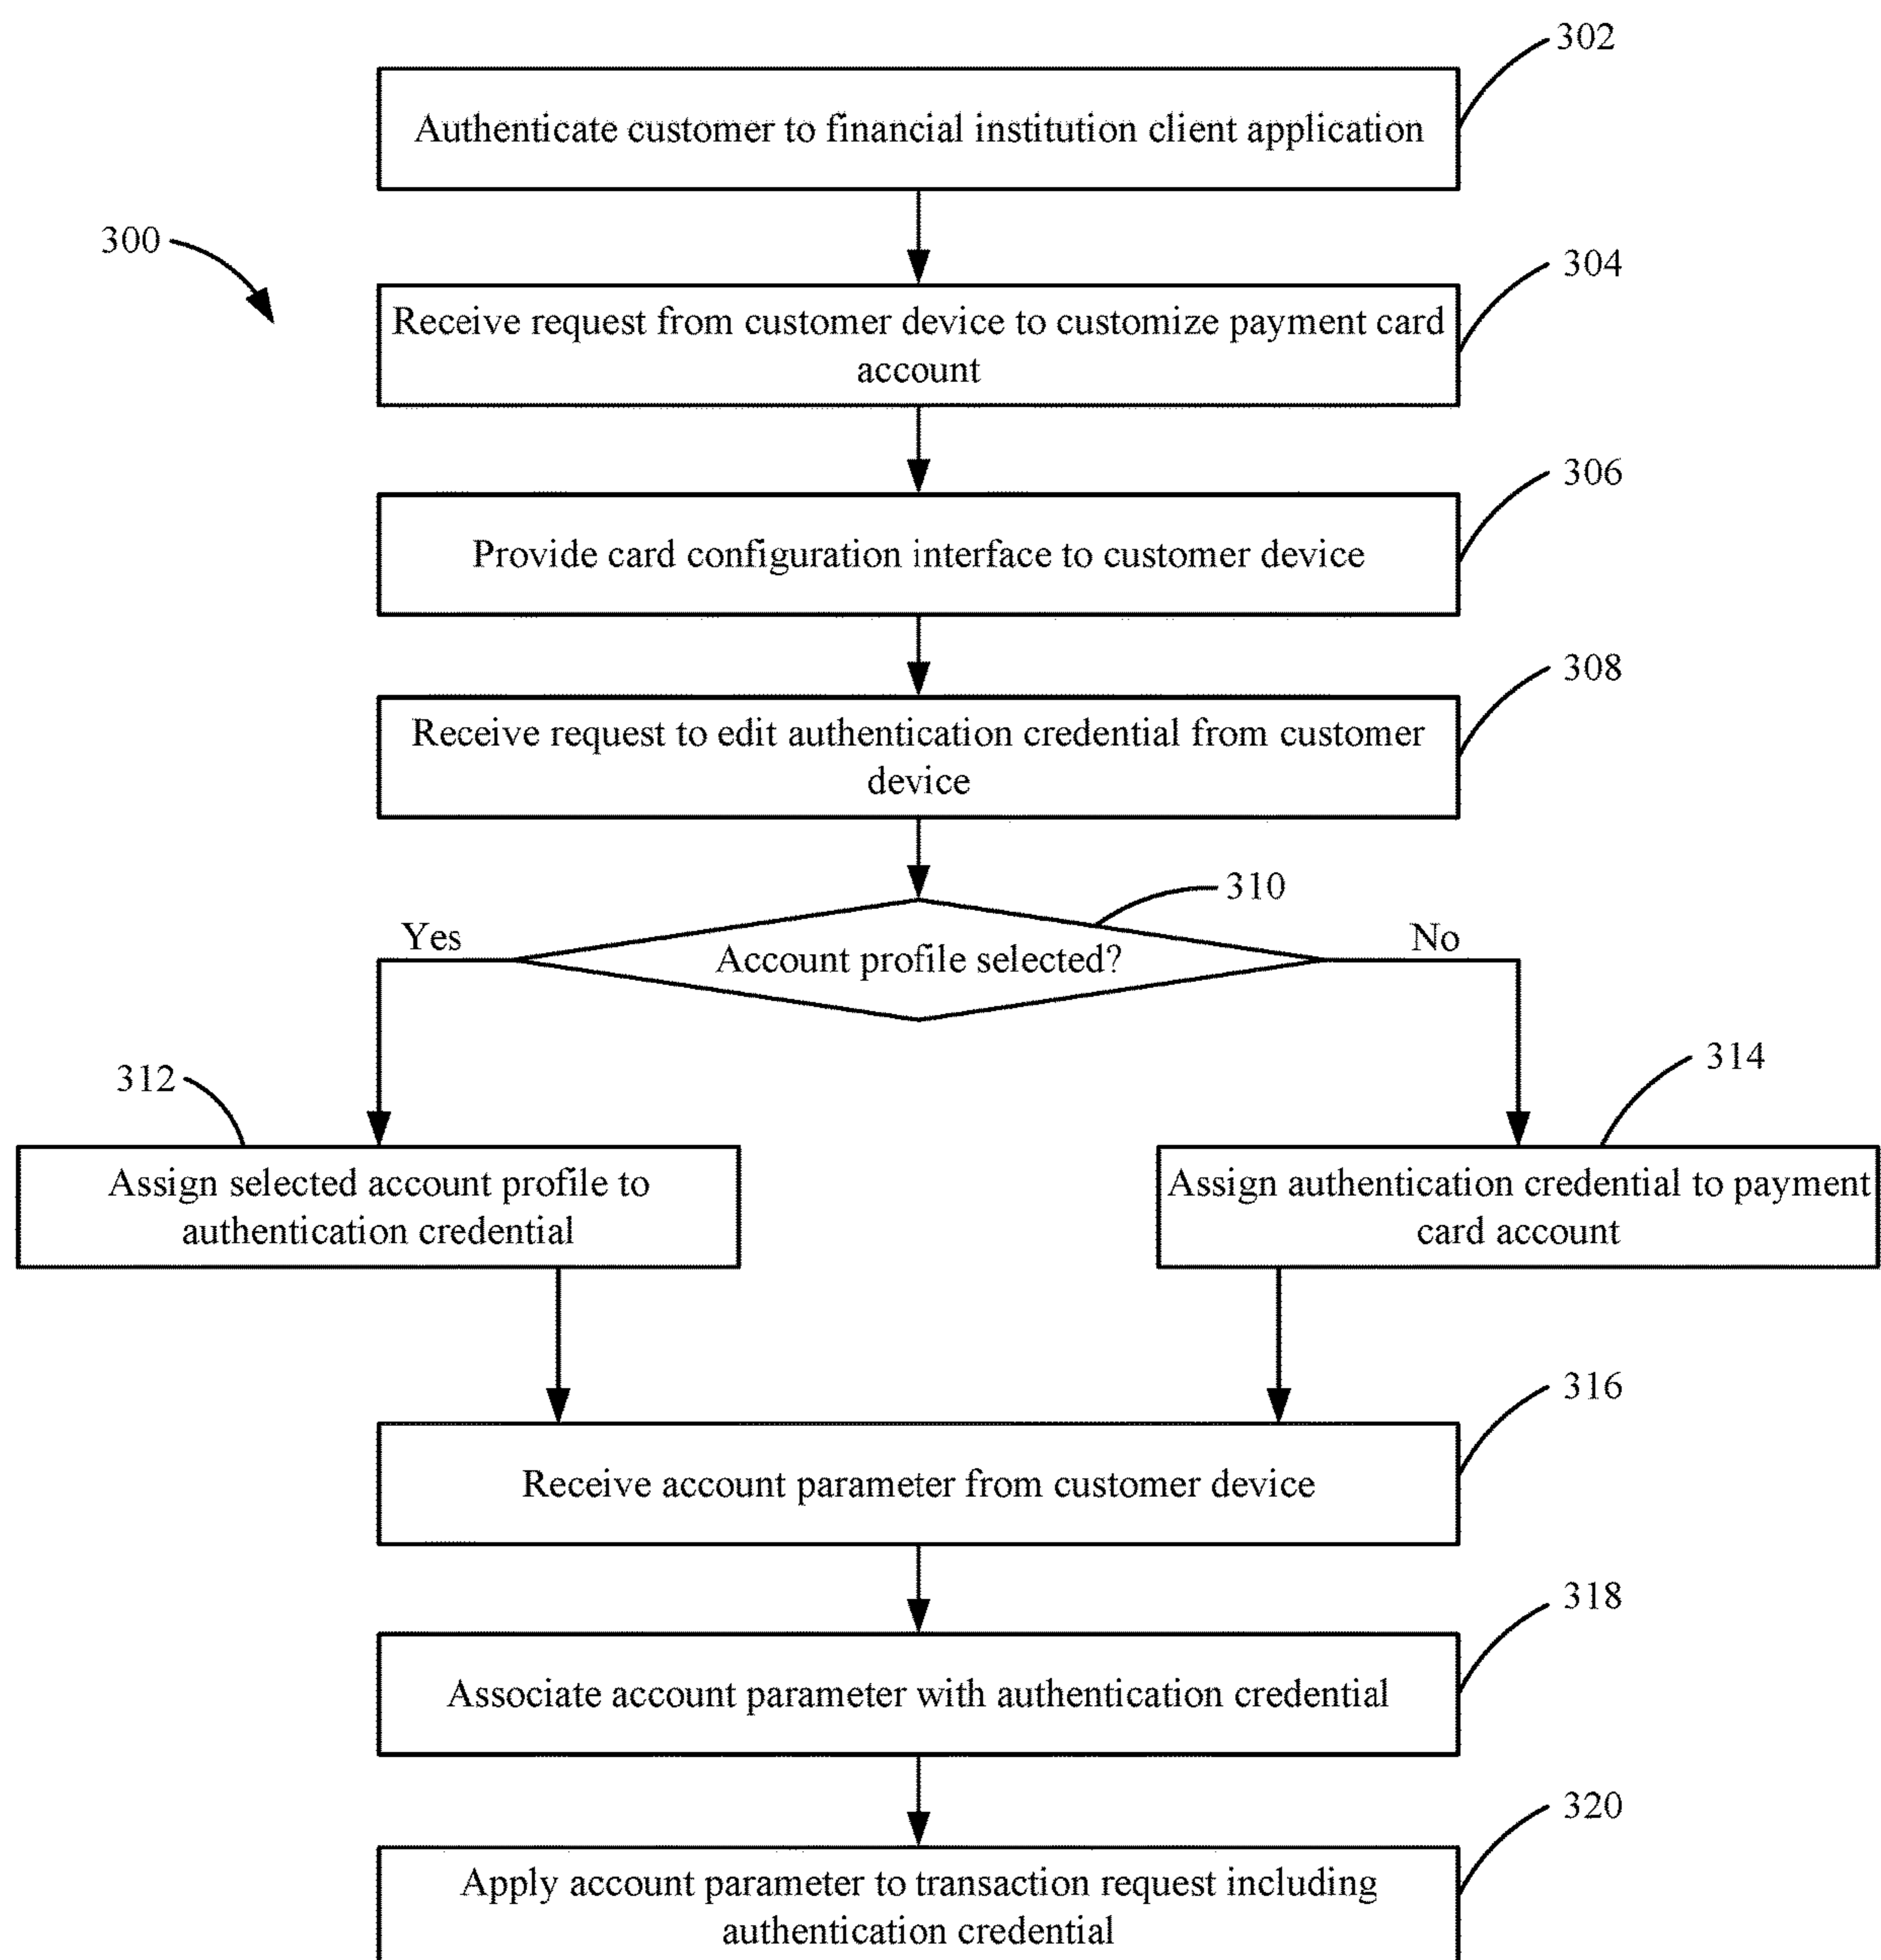 302
Authenticate customer to financial institution client application
300
304
Receive request from customer device to customize payment card
account
306
Provide card configuration interface to customer device
308
Receive request to edit authentication credential from customer
device
310
Yes
Account profile selected?
No
312
314
Assign selected account profile to
authentication credential
Assign authentication credential to payment
card account
316
Receive account parameter from customer device
318
Associate account parameter with authentication credential
320
Apply account parameter to transaction request including
authentication credential